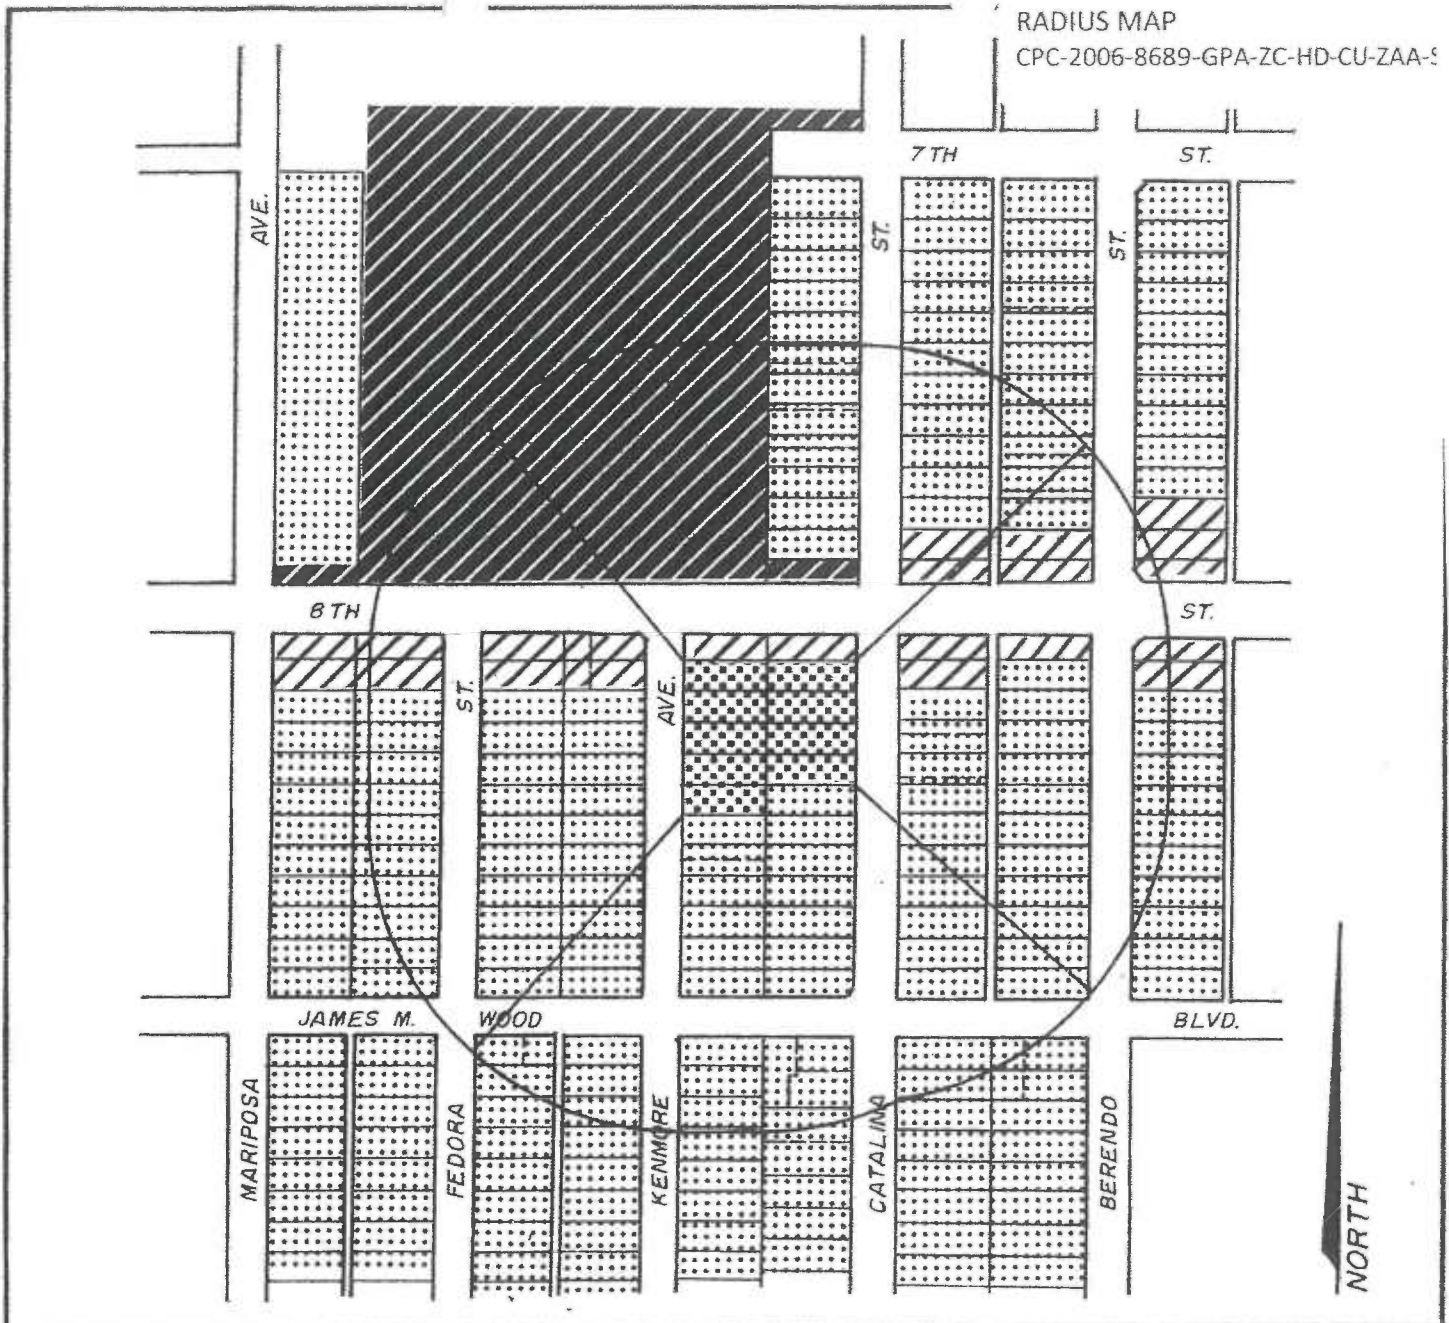 RADIUS MAP
CPC-2006-8689-GPA-ZC-HD-CU-ZAA-S
7TH ST.
AVE.
ST.
ST.
8TH ST.
ST.
AVE.
JAMES M. WOOD BLVD.
MARIPOSA
FEDORA
KENMORE
CATALINA
BERENDO
NORTH